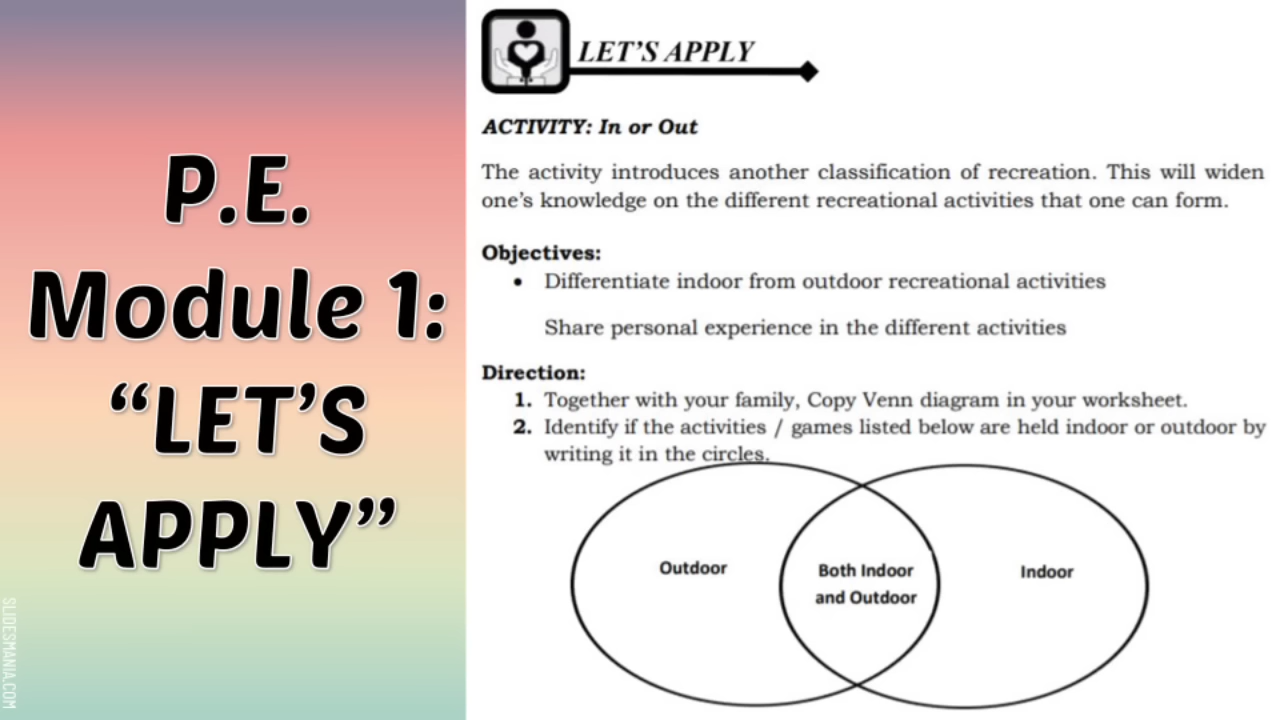 P.E.
Module 1:
“LET’S
APPLY”
SLIDESMANIA.COM
LET’S APPLY
ACTIVITY: In or Out
The activity introduces another classification of recreation. This will widen
one’s knowledge on the different recreational activities that one can form.
Objectives:
• Differentiate indoor from outdoor recreational activities
Share personal experience in the different activities
Direction:
1. Together with your family, Copy Venn diagram in your worksheet.
2. Identify if the activities / games listed below are held indoor or outdoor by
writing it in the circles.
Outdoor
Both Indoor
and Outdoor
Indoor